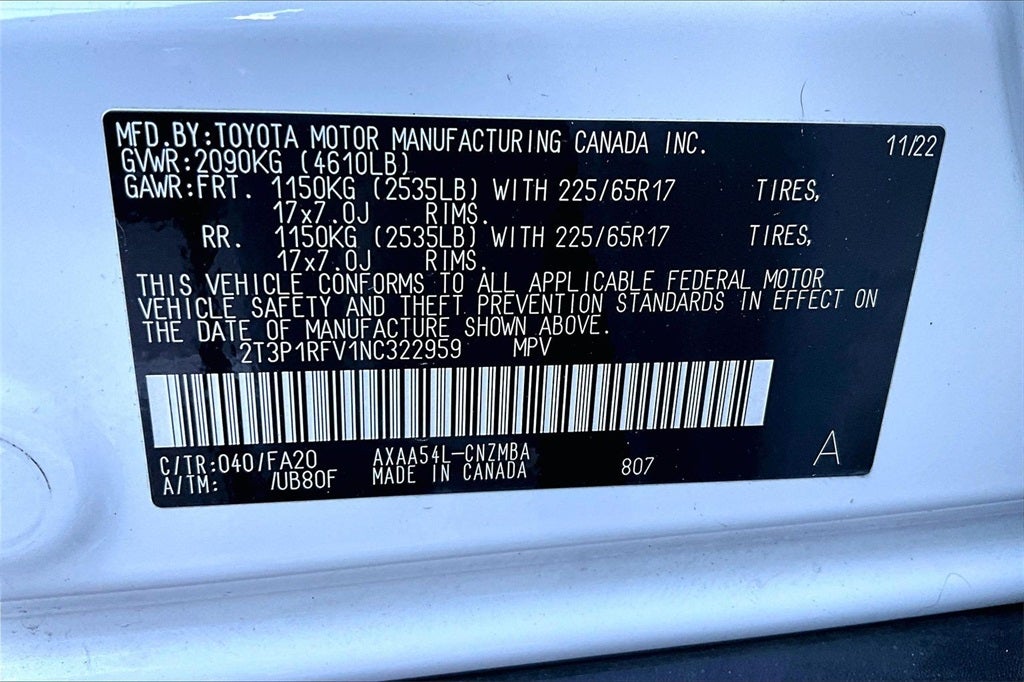 MFD.BY:TOYOTA MOTOR MANUFACTURING CANADA INC. 11/22
GVWR:2090KG (4610LB)
GAWR:FRT. 1150KG (2535LB) WITH 225/65R17 TIRES,
17x7.0J RIMS.
RR. 1150KG (2535LB) WITH 225/65R17 TIRES,
17x7.0J RIMS.
THIS VEHICLE CONFORMS TO ALL APPLICABLE FEDERAL MOTOR
VEHICLE SAFETY AND THEFT PREVENTION STANDARDS IN EFFECT ON
THE DATE OF MANUFACTURE SHOWN ABOVE.
2T3P1RFV1NC322959 MPV
C/TR:040/FA20 AXAA54L-CNZMBA
A/TM: /UB80F MADE IN CANADA 807 A